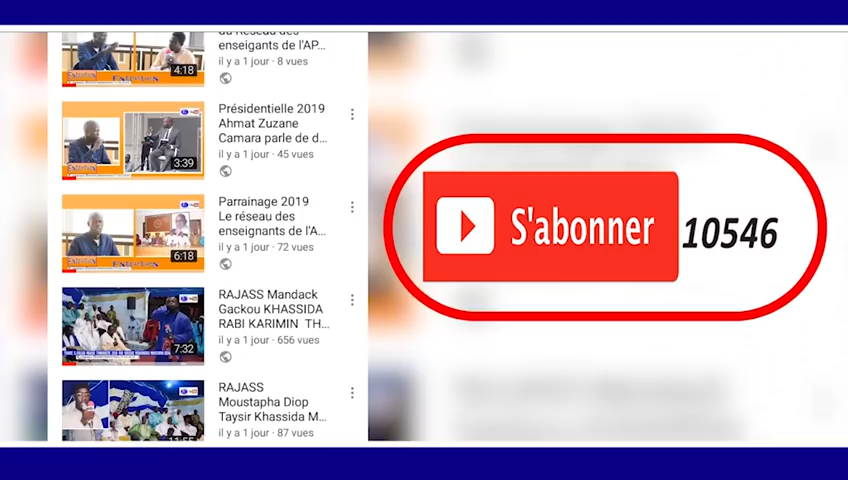 du Réseau des
enseigants de l'AP...
il y a 1 jour · 8 vues
4:18
Présidentielle 2019
Ahmat Zuzane
Camara parle de d...
il y a 1 jour · 45 vues
3:39
Parrainage 2019
Le réseau des
enseignants de l'A...
il y a 1 jour · 72 vues
6:18
RAJASS Mandack
Gackou KHASSIDA
RABI KARIMIN TH...
il y a 1 jour · 656 vues
7:32
RAJASS
Moustapha Diop
Taysir Khassida M...
il y a 1 jour · 87 vues
11:55
S'abonner
10546